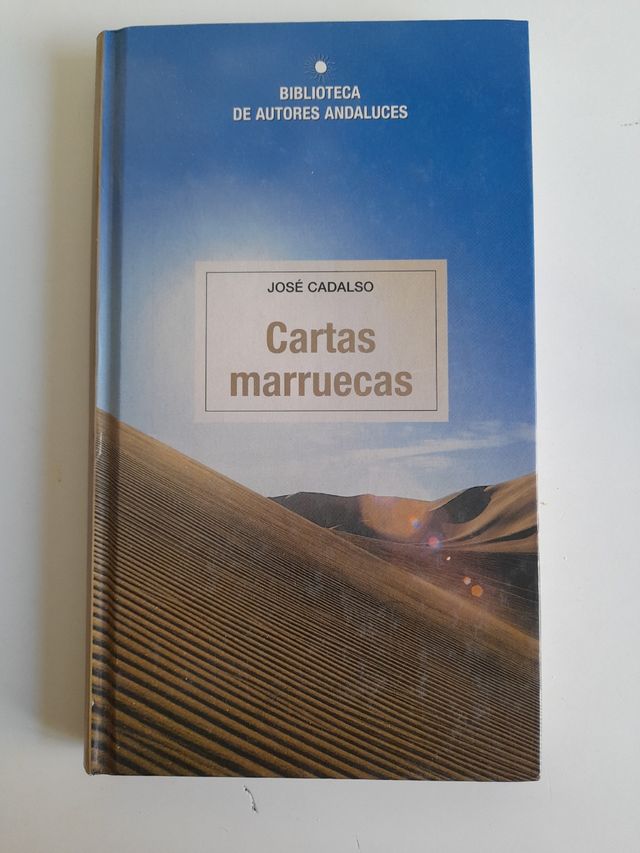 BIBLIOTECA
DE AUTORES ANDALUCES
JOSÉ CADALSO
Cartas
marruecas